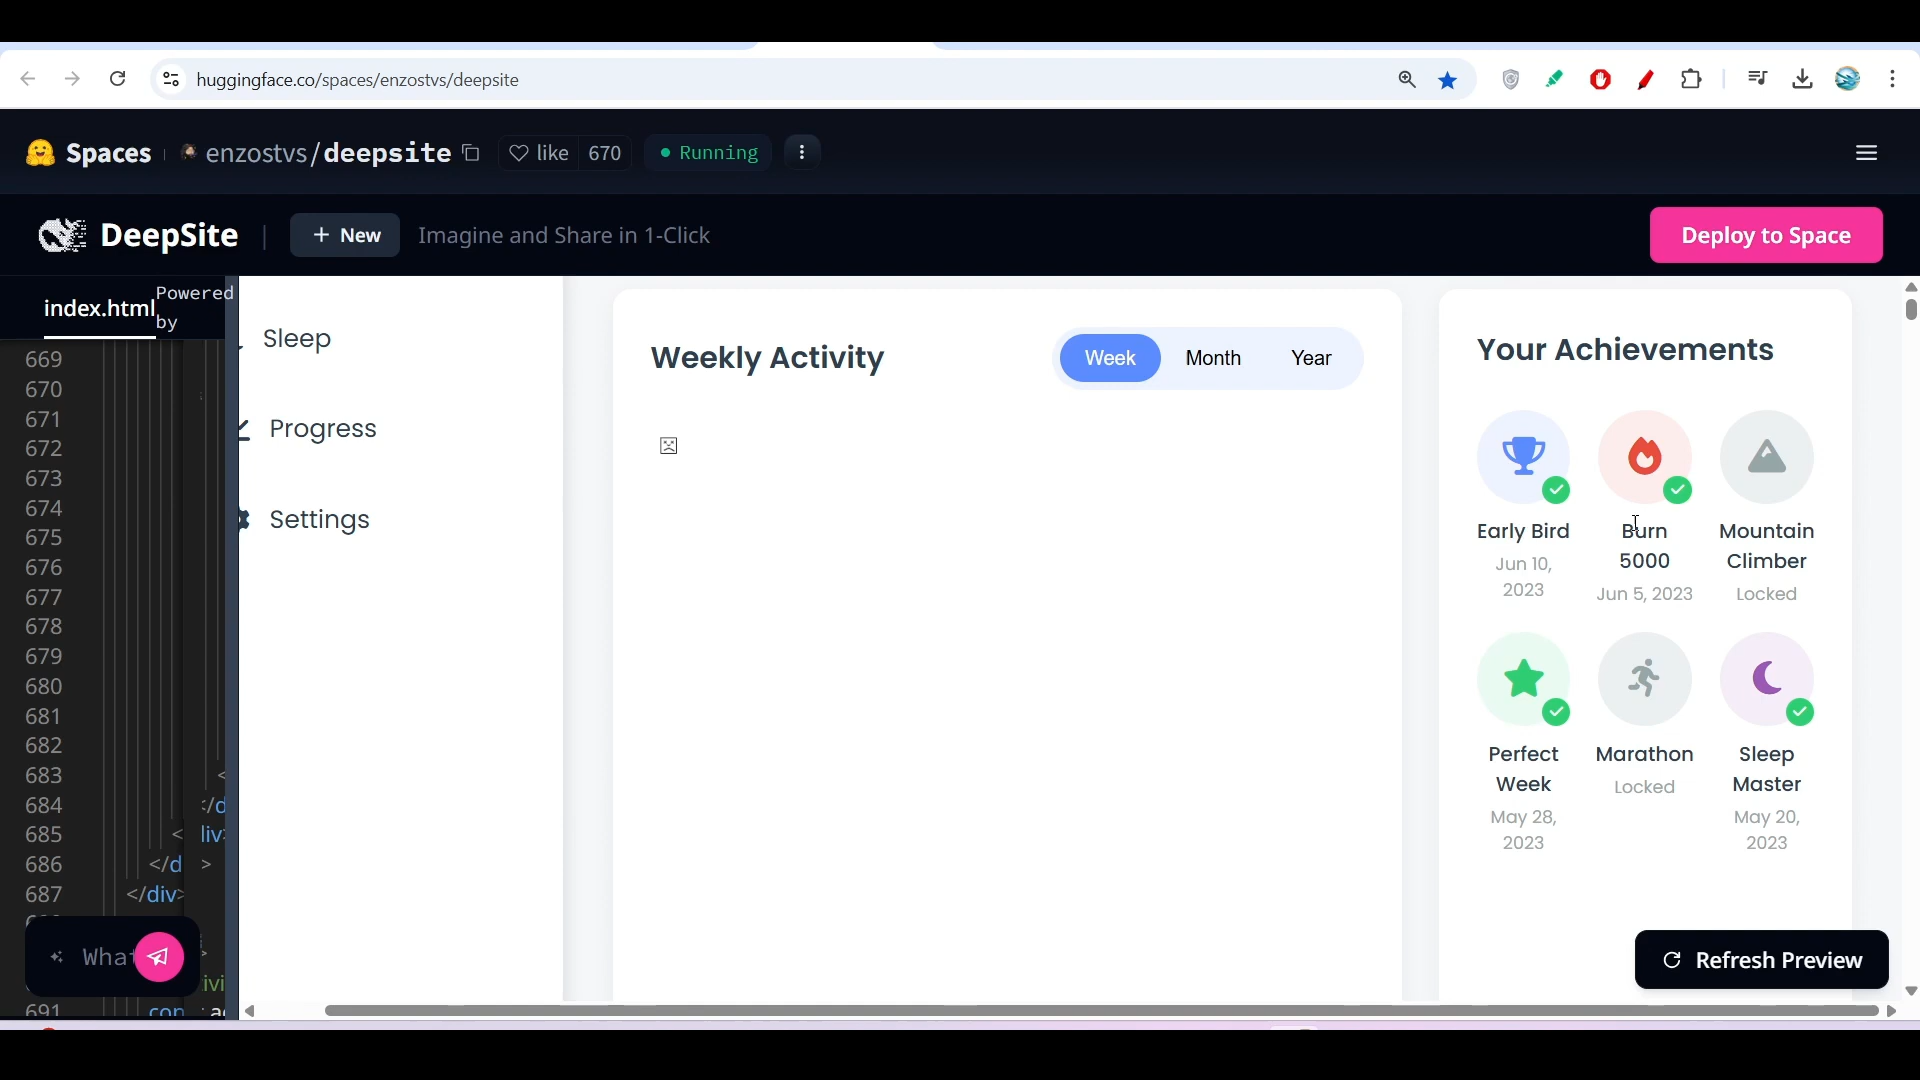 huggingface.co/spaces/enzostvs/deepsite
Spaces enzostvs/deepsite like 670 Running
DeepSite | + New Imagine and Share in 1-Click Deploy to Space
index.html Powered by
669
670
671
672
673
674
675
676
677
678
679
680
681
682
683 <
684 </d
685 < liv>
686 </d >
687 </div>
691 con
What
Sleep
Progress
Settings
Weekly Activity
Week Month Year
Your Achievements
Early Bird
Jun 10,
2023
Burn
5000
Jun 5, 2023
Mountain
Climber
Locked
Perfect
Week
May 28,
2023
Marathon
Locked
Sleep
Master
May 20,
2023
Refresh Preview